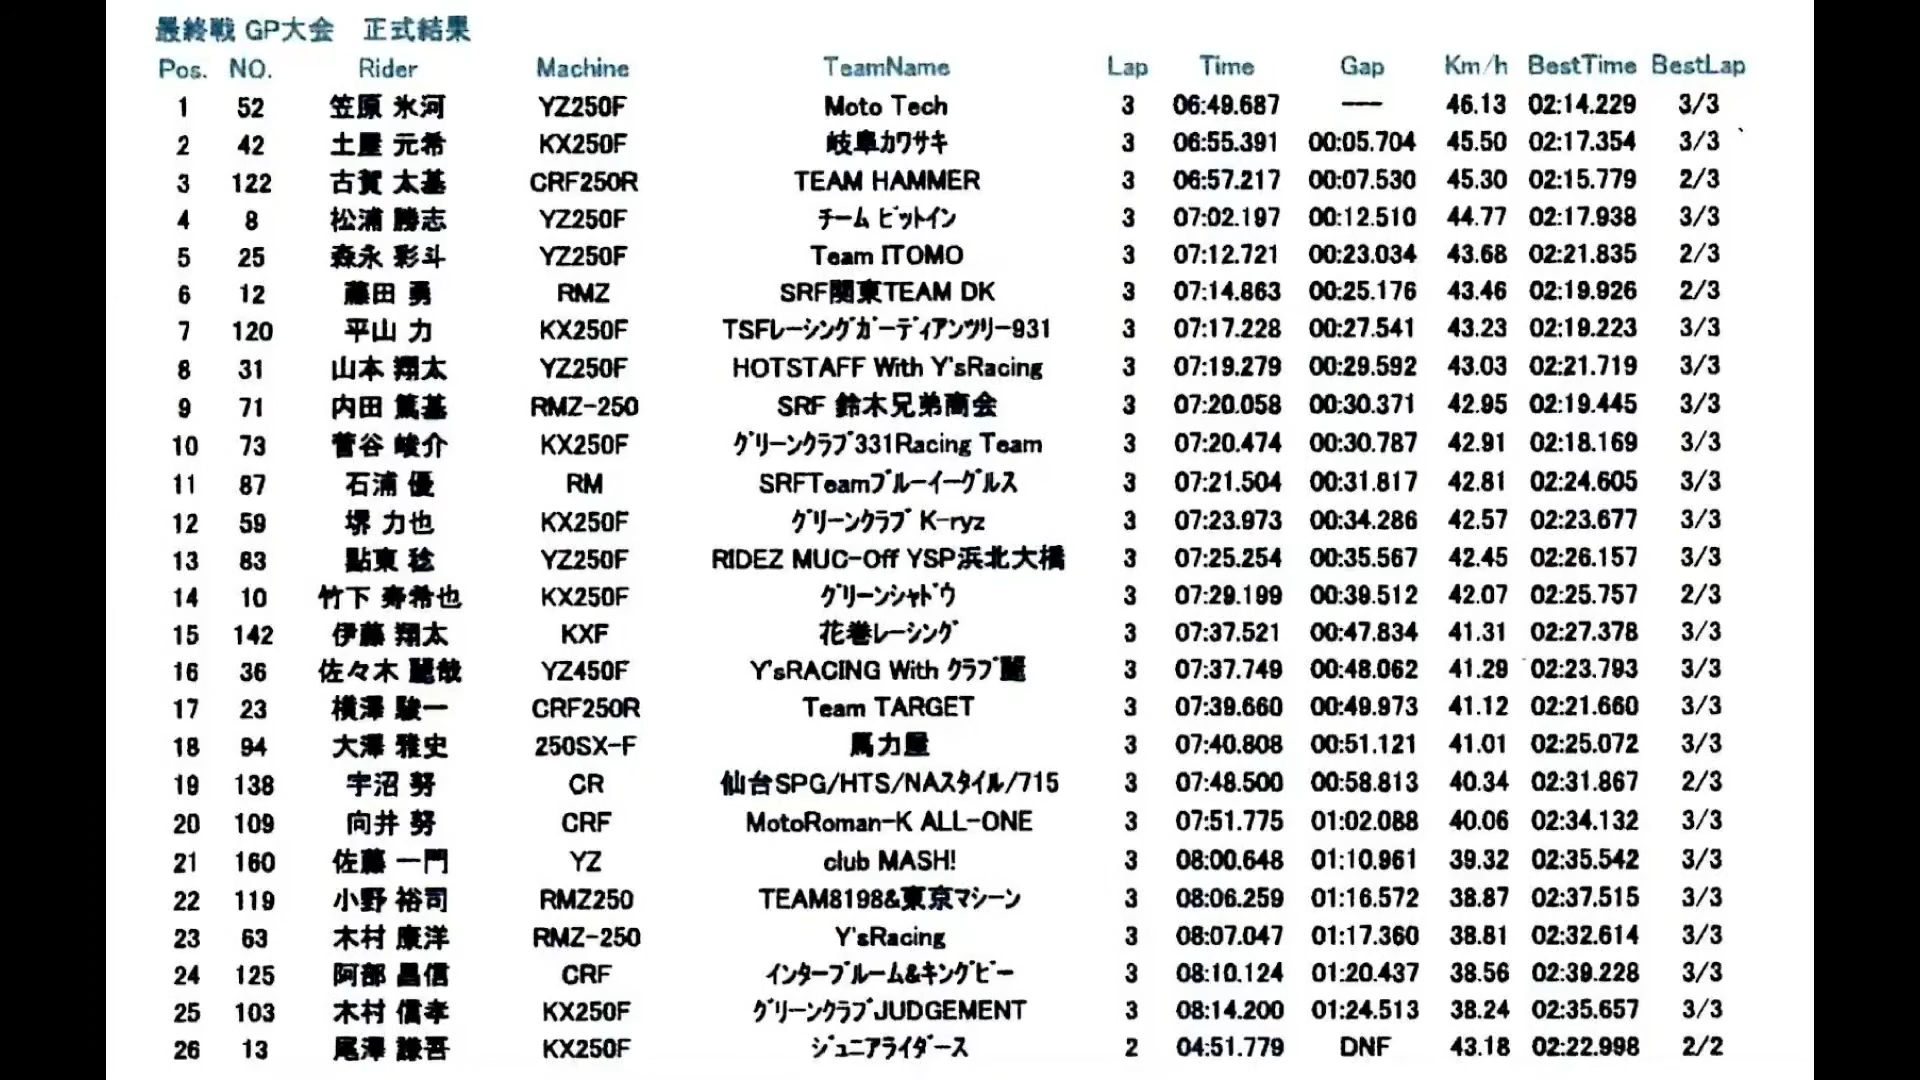 最終戦 GP大会 正式結果
Pos. NO. Rider Machine TeamName Lap Time Gap Km/h BestTime BestLap
1 52 笠原 氷河 YZ250F Moto Tech 3 06:49.687 --- 46.13 02:14.229 3/3
2 42 土屋 元希 KX250F 岐阜カワサキ 3 06:55.391 00:05.704 45.50 02:17.354 3/3
3 122 古賀 太基 CRF250R TEAM HAMMER 3 06:57.217 00:07.530 45.30 02:15.779 2/3
4 8 松浦 勝志 YZ250F チーム ピットイン 3 07:02.197 00:12.510 44.77 02:17.938 3/3
5 25 森永 彩斗 YZ250F Team ITOMO 3 07:12.721 00:23.034 43.68 02:21.835 2/3
6 12 藤田 勇 RMZ SRF関東TEAM DK 3 07:14.863 00:25.176 43.46 02:19.926 2/3
7 120 平山 力 KX250F TSFレーシングガーディアンツリー931 3 07:17.228 00:27.541 43.23 02:19.223 3/3
8 31 山本 翔太 YZ250F HOTSTAFF With Y'sRacing 3 07:19.279 00:29.592 43.03 02:21.719 3/3
9 71 内田 篤基 RMZ-250 SRF 鈴木兄弟商会 3 07:20.058 00:30.371 42.95 02:19.445 3/3
10 73 菅谷 峻介 KX250F グリーンクラブ331Racing Team 3 07:20.474 00:30.787 42.91 02:18.169 3/3
11 87 石浦 優 RM SRFTeamブルーイーグルス 3 07:21.504 00:31.817 42.81 02:24.605 3/3
12 59 堺 力也 KX250F グリーンクラブ K-ryz 3 07:23.973 00:34.286 42.57 02:23.677 3/3
13 83 點東 稔 YZ250F RIDEZ MUC-Off YSP浜北大橋 3 07:25.254 00:35.567 42.45 02:26.157 3/3
14 10 竹下 寿希也 KX250F グリーンシャドウ 3 07:29.199 00:39.512 42.07 02:25.757 2/3
15 142 伊藤 翔太 KXF 花巻レーシング 3 07:37.521 00:47.834 41.31 02:27.378 3/3
16 36 佐々木 麗哉 YZ450F Y'sRACING With クラブ麗 3 07:37.749 00:48.062 41.29 02:23.793 3/3
17 23 横澤 駿一 CRF250R Team TARGET 3 07:39.660 00:49.973 41.12 02:21.660 3/3
18 94 大澤 雅史 250SX-F 馬力屋 3 07:40.808 00:51.121 41.01 02:25.072 3/3
19 138 宇沼 努 CR 仙台SPG/HTS/NAスタイル/715 3 07:48.500 00:58.813 40.34 02:31.867 2/3
20 109 向井 努 CRF MotoRoman-K ALL-ONE 3 07:51.775 01:02.088 40.06 02:34.132 3/3
21 160 佐藤 一門 YZ club MASH! 3 08:00.648 01:10.961 39.32 02:35.542 3/3
22 119 小野 裕司 RMZ250 TEAM8198&東京マシーン 3 08:06.259 01:16.572 38.87 02:37.515 3/3
23 63 木村 康洋 RMZ-250 Y'sRacing 3 08:07.047 01:17.360 38.81 02:32.614 3/3
24 125 阿部 昌信 CRF インターブルーム&キングビー 3 08:10.124 01:20.437 38.56 02:39.228 3/3
25 103 木村 信孝 KX250F グリーンクラブJUDGEMENT 3 08:14.200 01:24.513 38.24 02:35.657 3/3
26 13 尾澤 謙吾 KX250F ジュニアライダース 2 04:51.779 DNF 43.18 02:22.998 2/2